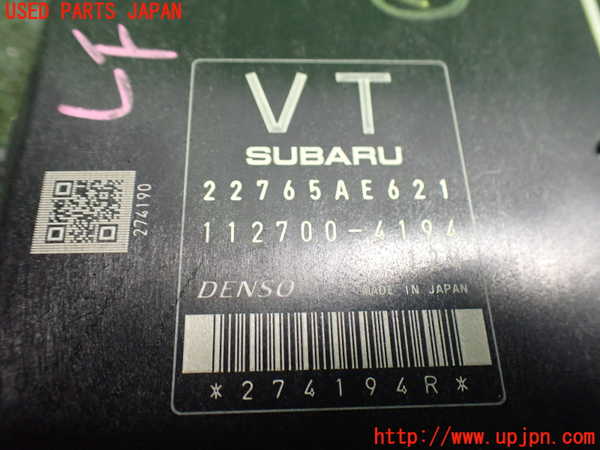 USED PARTS JAPAN
VT
SUBARU
22765AE621
112700-4194
274190
DENSO
MADE IN JAPAN
*274194R*
http://www.upjpn.com/